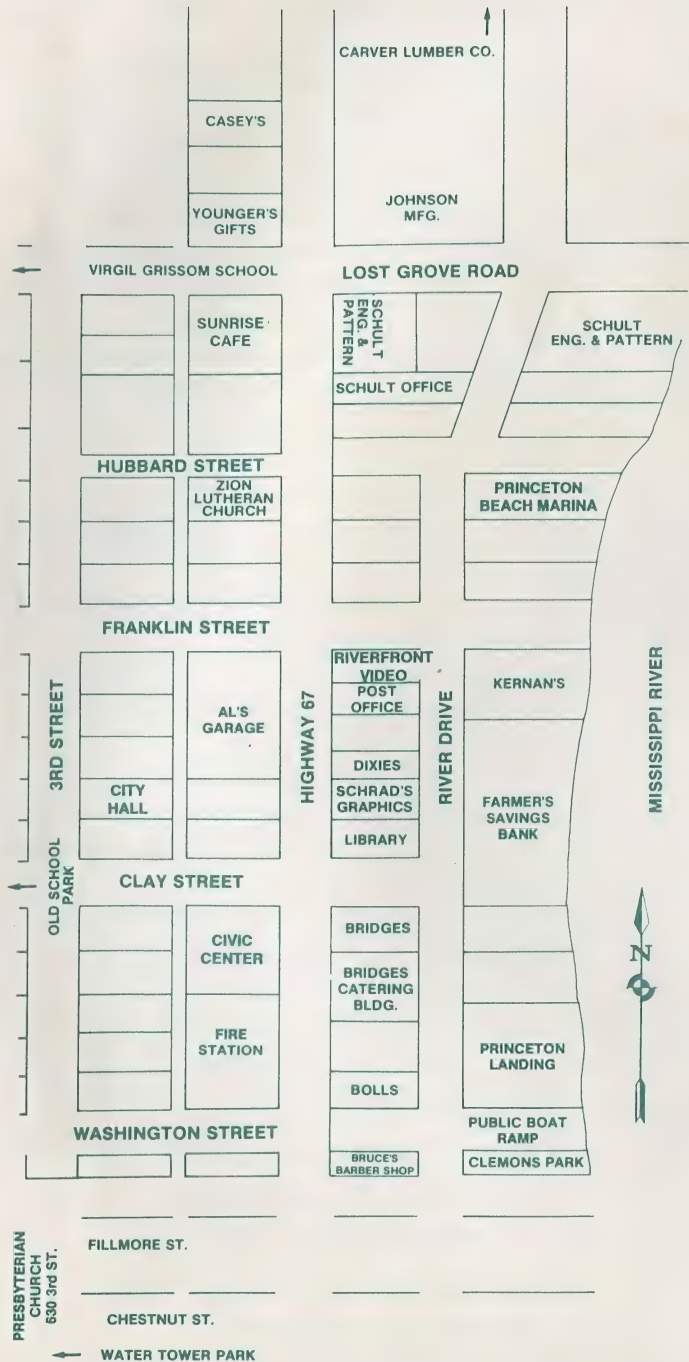 CARVER LUMBER CO.
CASEY'S
YOUNGER'S
GIFTS
JOHNSON
MFG.
VIRGIL GRISSOM SCHOOL
LOST GROVE ROAD
SUNRISE
CAFE
SCHULT
ENG. &
PATTERN
SCHULT
ENG. & PATTERN
SCHULT OFFICE
HUBBARD STREET
ZION
LUTHERAN
CHURCH
PRINCETON
BEACH MARINA
FRANKLIN STREET
3RD STREET
AL'S
GARAGE
CITY
HALL
HIGHWAY 67
RIVERFRONT
VIDEO
POST
OFFICE
DIXIES
SCHRAD'S
GRAPHICS
LIBRARY
RIVER DRIVE
KERNAN'S
FARMER'S
SAVINGS
BANK
MISSISSIPPI RIVER
OLD SCHOOL
PARK
CLAY STREET
CIVIC
CENTER
FIRE
STATION
BRIDGES
BRIDGES
CATERING
BLDG.
BOLLS
PRINCETON
LANDING
N
WASHINGTON STREET
PUBLIC BOAT
RAMP
BRUCE'S
BARBER SHOP
CLEMONS PARK
PRESBYTERIAN
CHURCH
630 3rd ST.
FILLMORE ST.
CHESTNUT ST.
WATER TOWER PARK